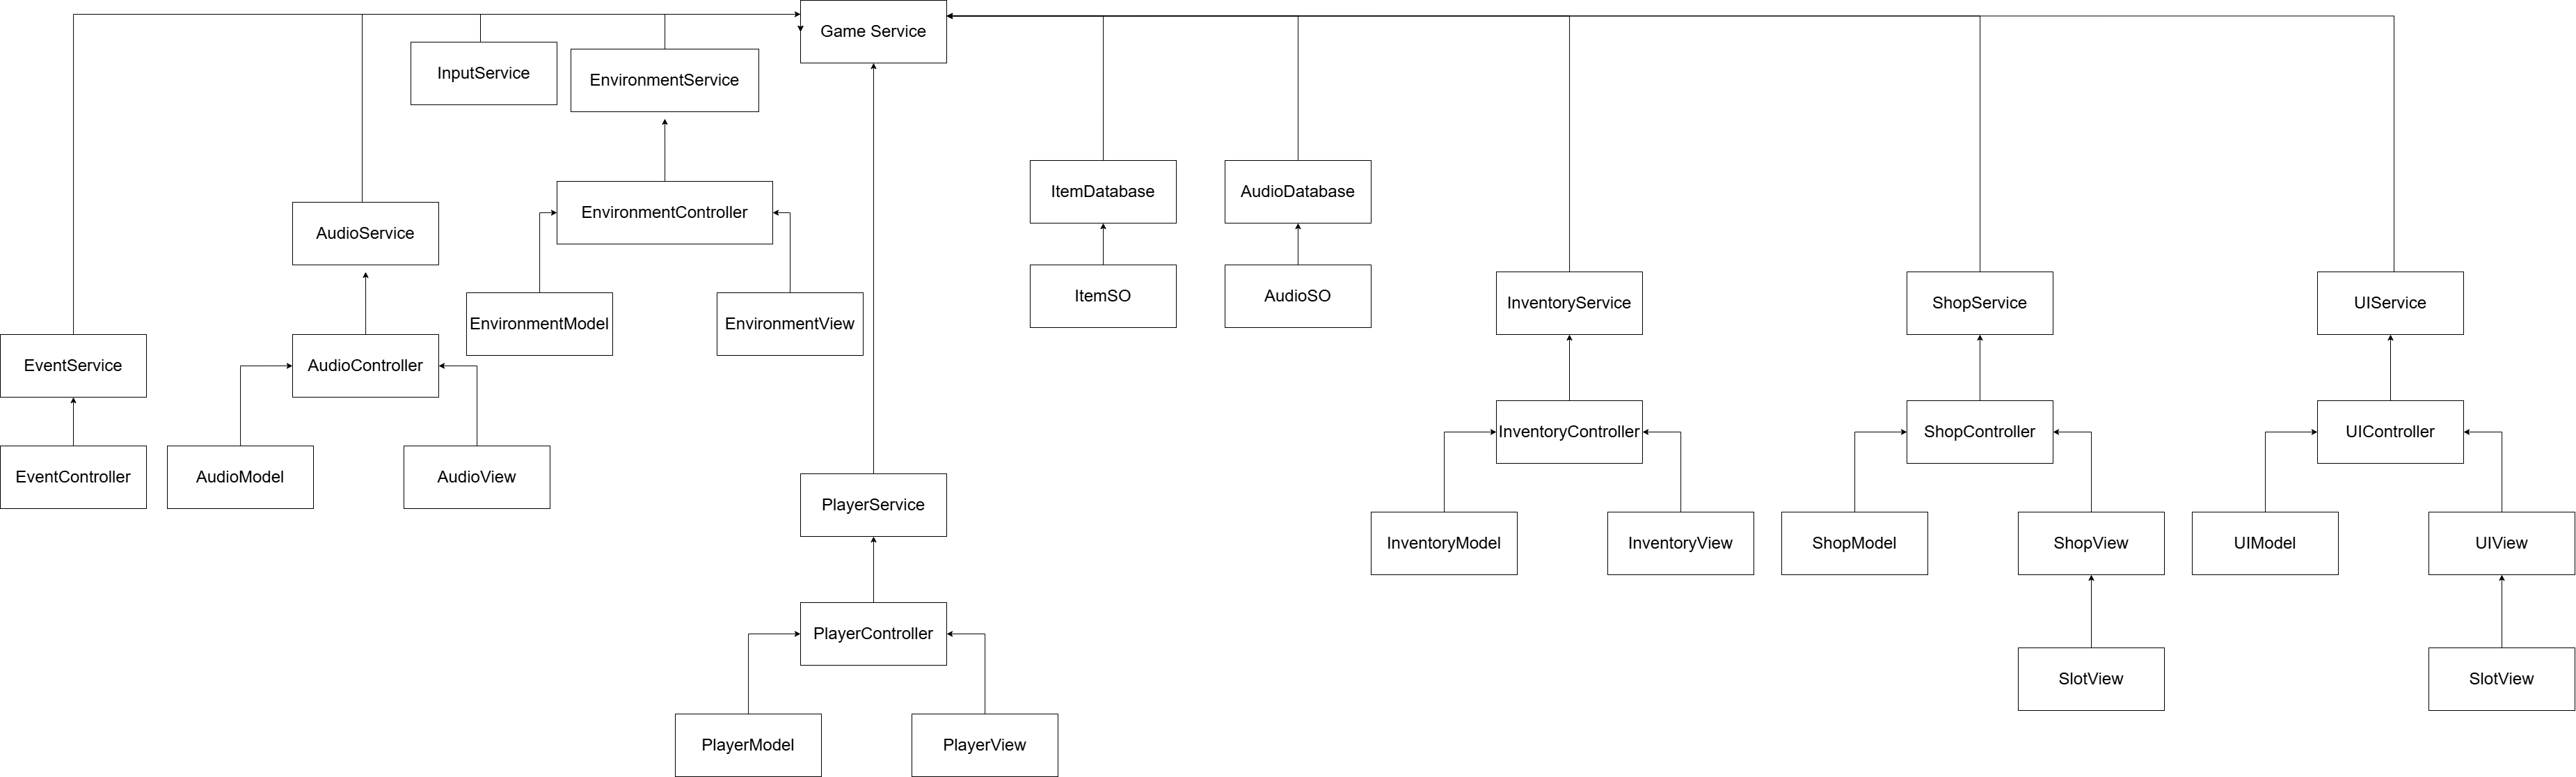 Game Service
InputService
EnvironmentService
ItemDatabase
AudioDatabase
EnvironmentController
AudioService
ItemSO
AudioSO
InventoryService
ShopService
UIService
EnvironmentModel
EnvironmentView
EventService
AudioController
InventoryController
ShopController
UIController
EventController
AudioModel
AudioView
PlayerService
InventoryModel
InventoryView
ShopModel
ShopView
UIModel
UIView
PlayerController
SlotView
SlotView
PlayerModel
PlayerView